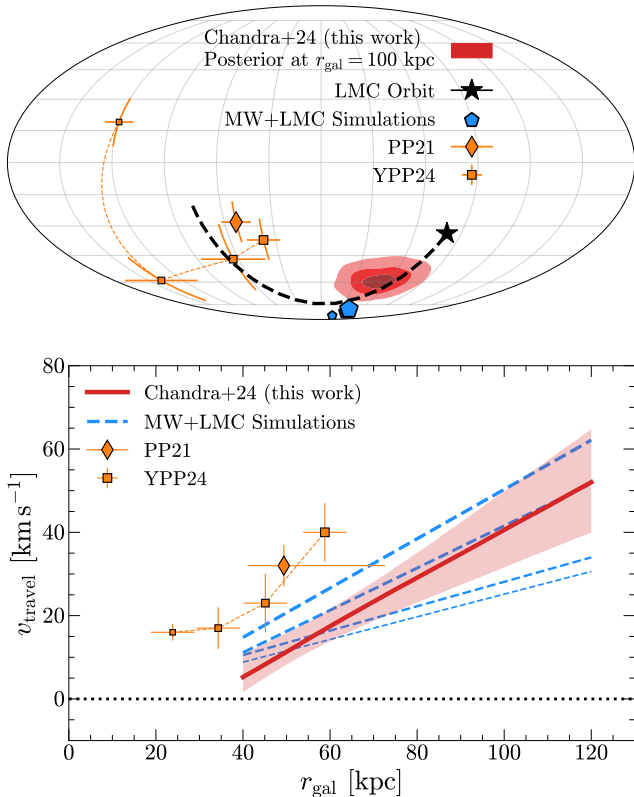 Chandra+24 (this work)
Posterior at r_gal = 100 kpc
LMC Orbit
MW+LMC Simulations
PP21
YPP24
80
60
40
20
0
v_travel [km s^−1]
Chandra+24 (this work)
MW+LMC Simulations
PP21
YPP24
0 20 40 60 80 100 120
r_gal [kpc]